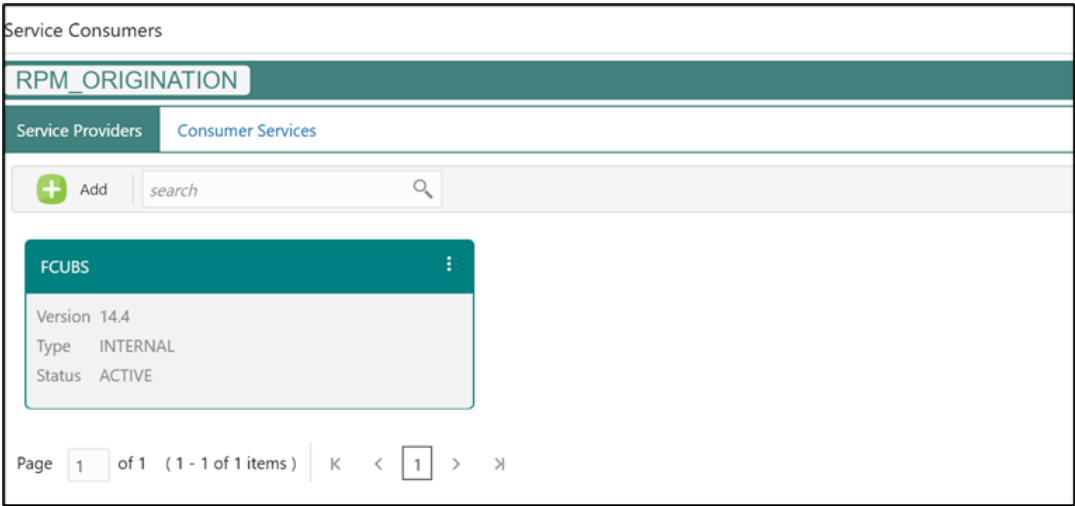 Service Consumers
RPM_ORIGINATION
Service Providers Consumer Services
Add search
FCUBS
Version 14.4
Type INTERNAL
Status ACTIVE
Page 1 of 1 (1 - 1 of 1 items) 1